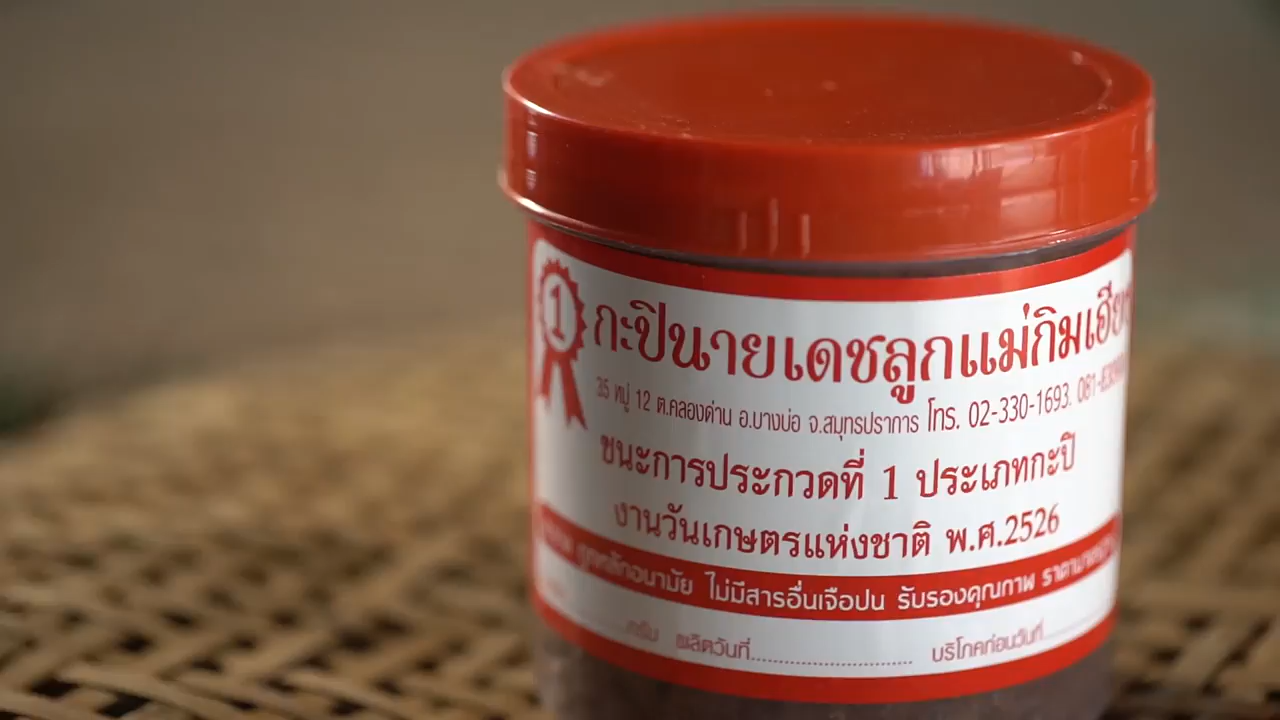 1
กะปินายเดชลูกแม่กิมเฮีย
35 หมู่ 12 ต.คลองด่าน อ.บางบ่อ จ.สมุทรปราการ โทร. 02-330-1693. 081-
ชนะการประกวดที่ 1 ประเภทกะปิ
งานวันเกษตรแห่งชาติ พ.ศ.2526
ถูกหลักอนามัย ไม่มีสารอื่นเจือปน รับรองคุณภาพ
กรัม ผลิตวันที่........................... บริโภคก่อนวันที่............